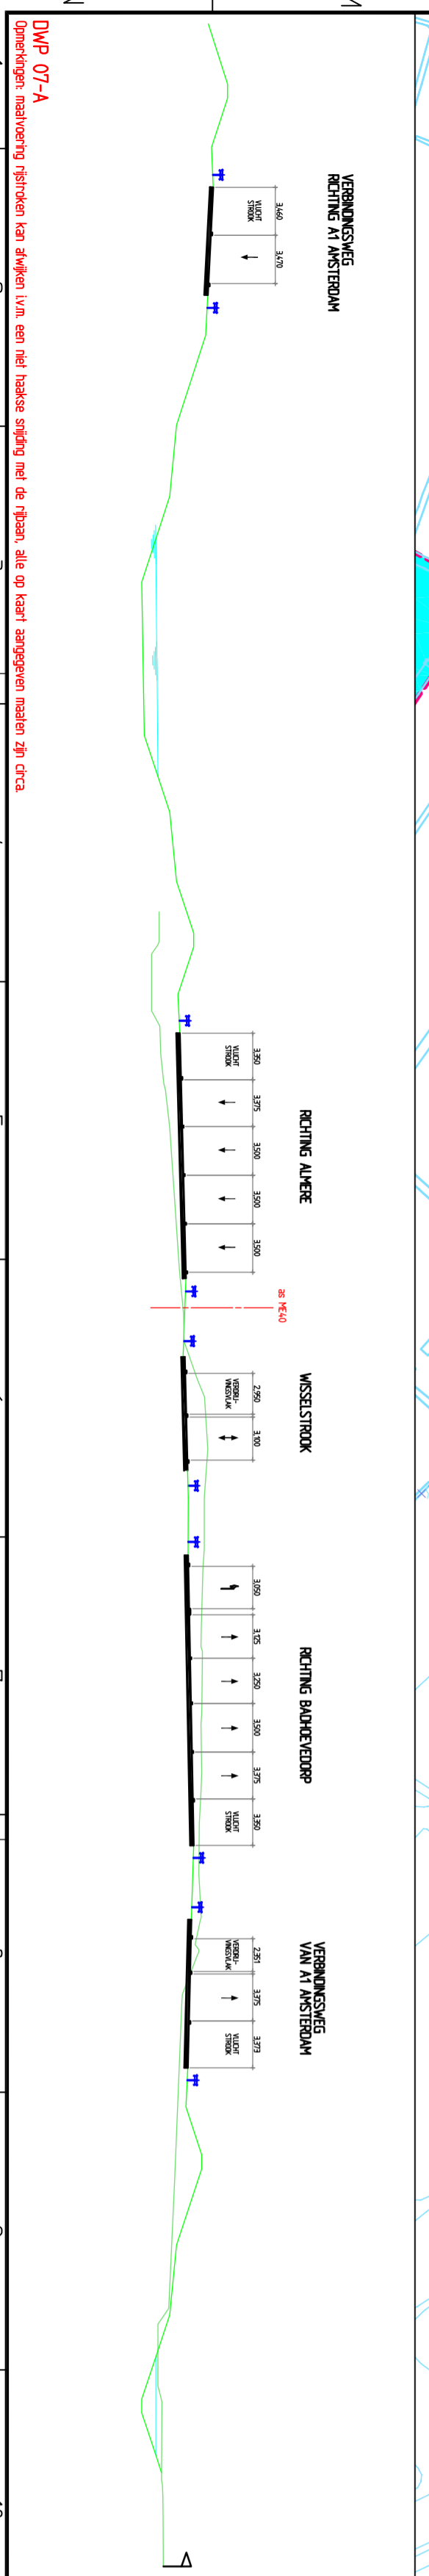 DWP 07-A
Opmerkingen: maatvoering rijstroken kan afwijken i.v.m. een niet haakse snijding met de rijbaan, alle op kaart aangegeven maaten zijn circa.
VERBINDINGSWEG
RICHTING A1 AMSTERDAM
3,460
3,470
VLUCHT
STROOK
RICHTING ALMERE
3,350
3,375
3,500
3,500
3,500
VLUCHT
STROOK
as ME40
WISSELSTROOK
2,950
3,100
VERDRIJ-
VINGSVLAK
RICHTING BADHOEVEDORP
3,050
3,125
3,250
3,500
3,375
3,350
VLUCHT
STROOK
VERBINDINGSWEG
VAN A1 AMSTERDAM
2,351
3,375
3,373
VERDRIJ-
VINGSVLAK
VLUCHT
STROOK
A